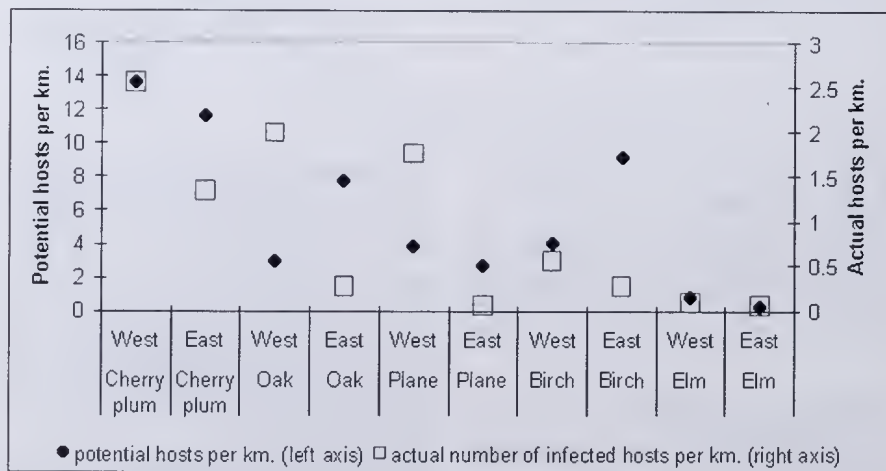 16
14
12
10
8
6
4
2
0
Potential hosts per km.
3
2.5
2
1.5
1
0.5
0
Actual hosts per km.
West East West East West East West East West East
Cherry Cherry Oak Oak Plane Plane Birch Birch Elm Elm
plum plum
potential hosts per km. (left axis) actual number of infected hosts per km. (right axis)